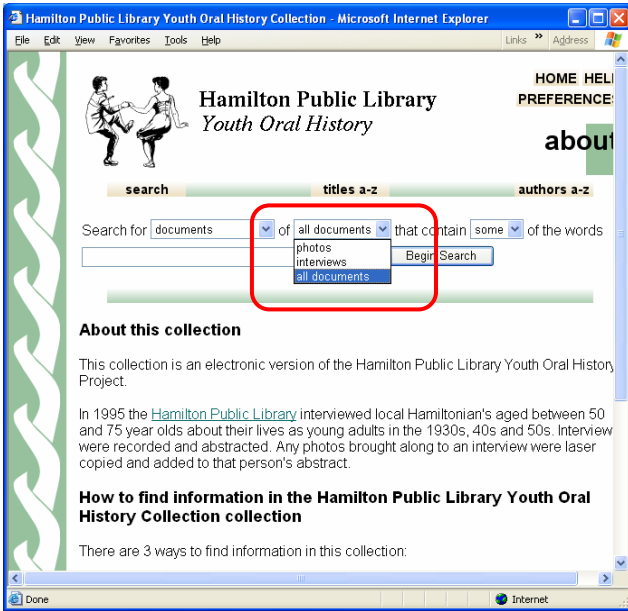 Hamilton Public Library Youth Oral History Collection - Microsoft Internet Explorer
File Edit View Favorites Tools Help Links » Address
HOME HELI
PREFERENCE
Hamilton Public Library
Youth Oral History
about
search titles a-z authors a-z
Search for documents of all documents that contain some of the words
photos
interviews
all documents
Begin Search
About this collection
This collection is an electronic version of the Hamilton Public Library Youth Oral History
Project.
In 1995 the Hamilton Public Library interviewed local Hamiltonian's aged between 50
and 75 year olds about their lives as young adults in the 1930s, 40s and 50s. Interview
were recorded and abstracted. Any photos brought along to an interview were laser
copied and added to that person's abstract.
How to find information in the Hamilton Public Library Youth Oral
History Collection collection
There are 3 ways to find information in this collection:
Done Internet